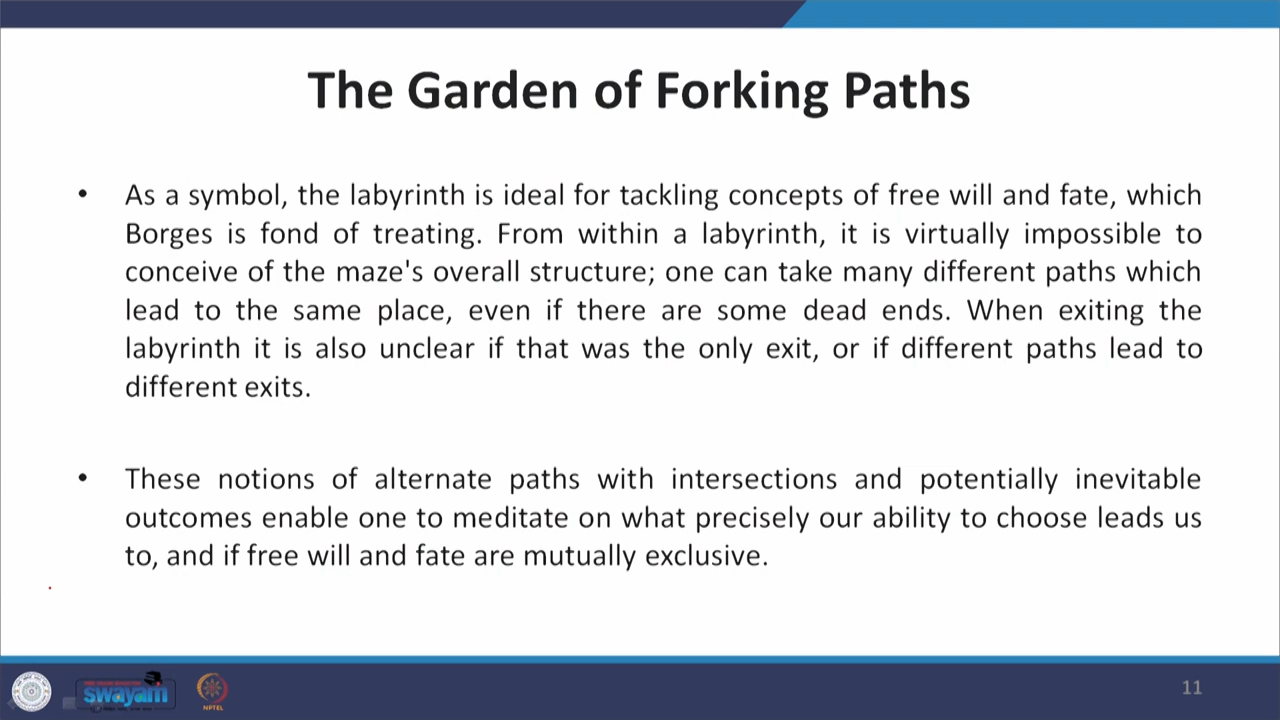 The Garden of Forking Paths
• As a symbol, the labyrinth is ideal for tackling concepts of free will and fate, which
Borges is fond of treating. From within a labyrinth, it is virtually impossible to
conceive of the maze's overall structure; one can take many different paths which
lead to the same place, even if there are some dead ends. When exiting the
labyrinth it is also unclear if that was the only exit, or if different paths lead to
different exits.
• These notions of alternate paths with intersections and potentially inevitable
outcomes enable one to meditate on what precisely our ability to choose leads us
to, and if free will and fate are mutually exclusive.
swayam
NPTEL
11